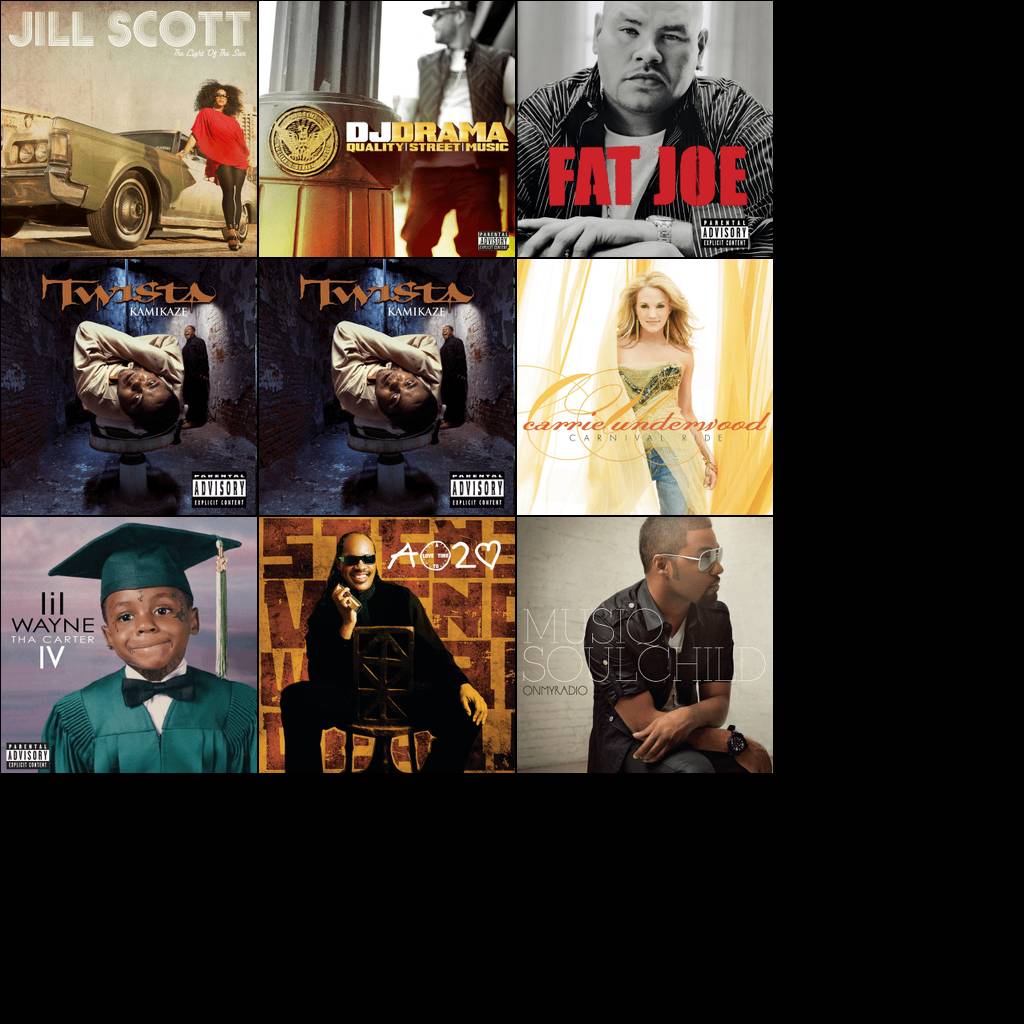 JILL SCOTT
The Light Of The Sun
DJ DRAMA
QUALITY|STREET|MUSIC
PARENTAL
ADVISORY
EXPLICIT CONTENT
FAT JOE
PARENTAL
ADVISORY
EXPLICIT CONTENT
TWISTA
KAMIKAZE
PARENTAL
ADVISORY
EXPLICIT CONTENT
TWISTA
KAMIKAZE
PARENTAL
ADVISORY
EXPLICIT CONTENT
carrie underwood
CARNIVAL RIDE
lil
WAYNE
THA CARTER
IV
PARENTAL
ADVISORY
EXPLICIT CONTENT
A 2
A
LOVE TIME
TO
MUSIQ
SOULCHILD
ONMYRADIO